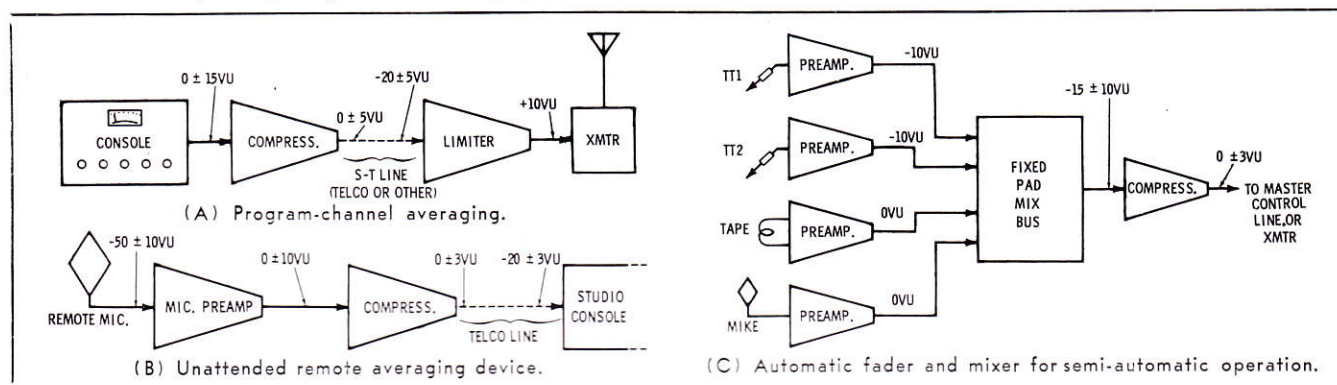 0 ± 15VU
-20 ± 5VU
CONSOLE
COMPRESS.
0 ± 5VU
LIMITER
+10VU
XMTR
S-T LINE
(TELCO OR OTHER)
(A) Program-channel averaging.
-50 ± 10VU
0 ± 10VU
0 ± 3VU
-20 ± 3VU
REMOTE MIC.
MIC. PREAMP
COMPRESS.
STUDIO
CONSOLE
TELCO LINE
(B) Unattended remote averaging device.
TT1
PREAMP.
-10VU
TT2
PREAMP.
-10VU
TAPE
PREAMP.
0VU
MIKE
PREAMP.
0VU
FIXED
PAD
MIX
BUS
-15 ± 10VU
COMPRESS.
0 ± 3VU
TO MASTER
CONTROL
LINE,OR
XMTR
(C) Automatic fader and mixer for semi-automatic operation.